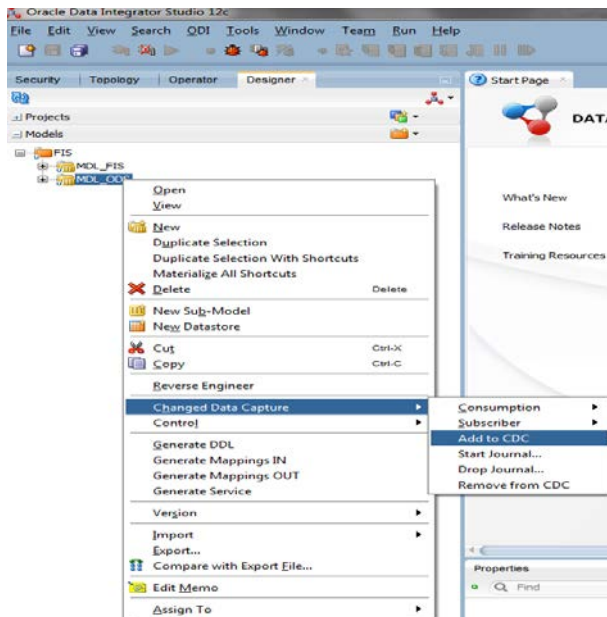 Oracle Data Integrator Studio 12c
File Edit View Search ODI Tools Window Team Run Help
Security Topology Operator Designer Start Page
Projects
Models
FIS
MDL_FIS
MDL_ODS
DATA
What's New
Release Notes
Training Resources
Open
View
New
Duplicate Selection
Duplicate Selection With Shortcuts
Materialize All Shortcuts
Delete Delete
New Sub-Model
New Datastore
Cut Ctrl-X
Copy Ctrl-C
Reverse Engineer
Changed Data Capture
Control
Generate DDL
Generate Mappings IN
Generate Mappings OUT
Generate Service
Version
Import
Export...
Compare with Export File...
Edit Memo
Assign To
Consumption
Subscriber
Add to CDC
Start Journal...
Drop Journal...
Remove from CDC
Properties
Find